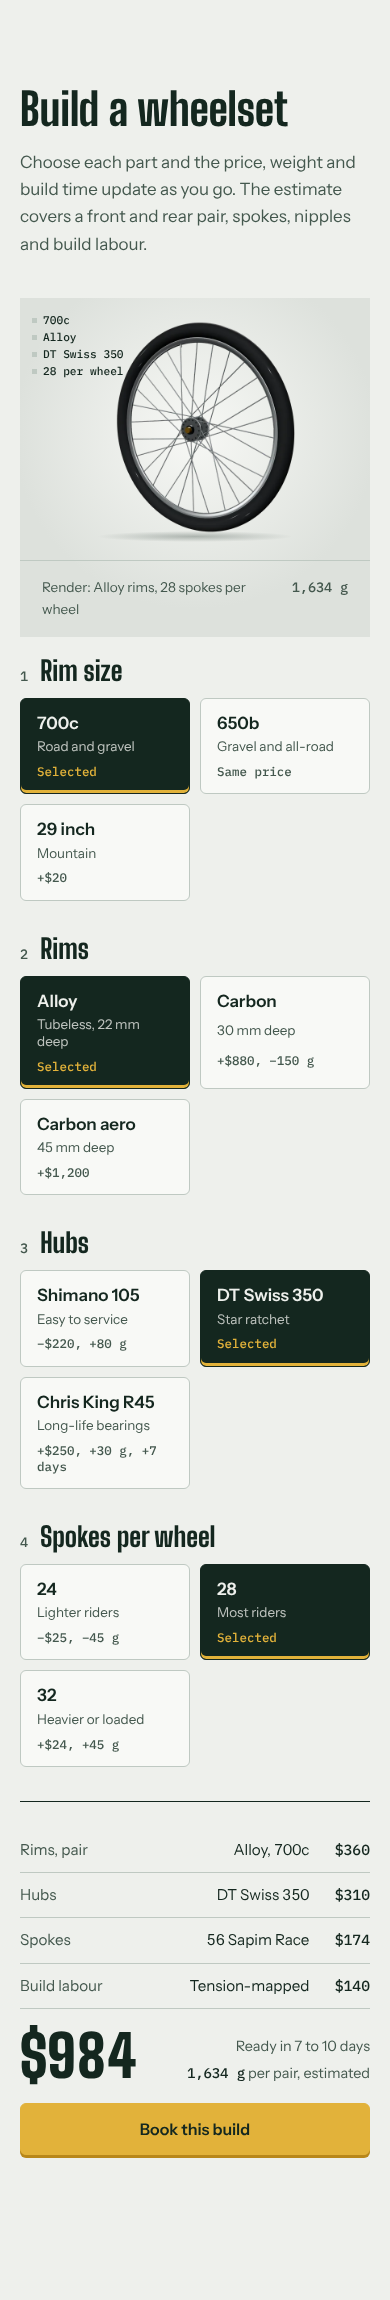 Build a wheelset
Choose each part and the price, weight and
build time update as you go. The estimate
covers a front and rear pair, spokes, nipples
and build labour.
700c
Alloy
DT Swiss 350
28 per wheel
Render: Alloy rims, 28 spokes per
wheel
1,634 g
1 Rim size
700c
Road and gravel
Selected
650b
Gravel and all-road
Same price
29 inch
Mountain
+$20
2 Rims
Alloy
Tubeless, 22 mm
deep
Selected
Carbon
30 mm deep
+$880, −150 g
Carbon aero
45 mm deep
+$1,200
3 Hubs
Shimano 105
Easy to service
−$220, +80 g
DT Swiss 350
Star ratchet
Selected
Chris King R45
Long-life bearings
+$250, +30 g, +7
days
4 Spokes per wheel
24
Lighter riders
−$25, −45 g
28
Most riders
Selected
32
Heavier or loaded
+$24, +45 g
Rims, pair Alloy, 700c $360
Hubs DT Swiss 350 $310
Spokes 56 Sapim Race $174
Build labour Tension-mapped $140
$984
Ready in 7 to 10 days
1,634 g per pair, estimated
Book this build